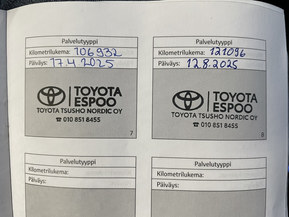 Palvelutyyppi
Kilometrilukema: 106932
Päiväys: 17.4.2025
TOYOTA
ESPOO
TOYOTA TSUSHO NORDIC OY
☎ 010 851 8455
7
Palvelutyyppi
Kilometrilukema: 121096
Päiväys: 12.8.2025
TOYOTA
ESPOO
TOYOTA TSUSHO NORDIC OY
☎ 010 851 8455
8
Palvelutyyppi
Kilometrilukema:
Päiväys:
Palvelutyyppi
Kilometrilukema:
Päiväys: